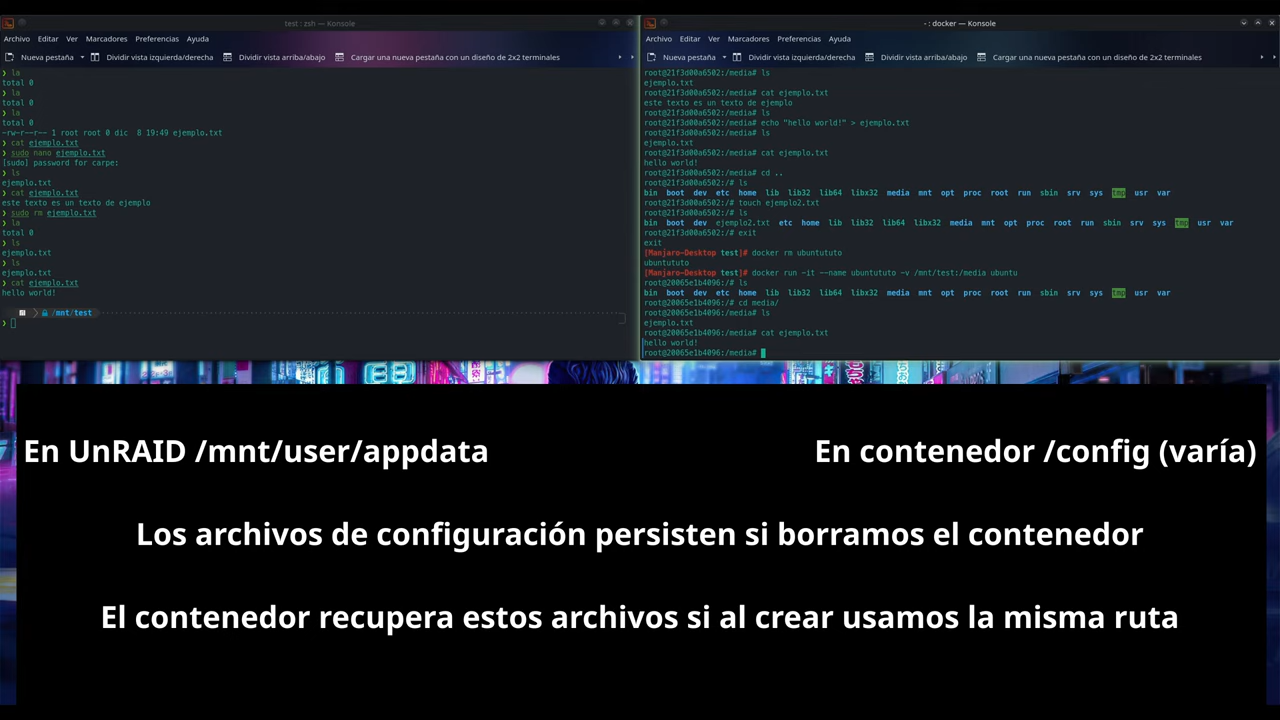 test : zsh — Konsole
Archivo Editar Ver Marcadores Preferencias Ayuda
Nueva pestaña Dividir vista izquierda/derecha Dividir vista arriba/abajo Cargar una nueva pestaña con un diseño de 2x2 terminales
❯ la
total 0
❯ la
total 0
❯ la
total 0
-rw-r--r-- 1 root root 0 dic  8 19:49 ejemplo.txt
❯ cat ejemplo.txt
❯ sudo nano ejemplo.txt
[sudo] password for carpe:
❯ ls
ejemplo.txt
❯ cat ejemplo.txt
este texto es un texto de ejemplo
❯ sudo rm ejemplo.txt
❯ la
total 0
❯ ls
ejemplo.txt
❯ ls
ejemplo.txt
❯ cat ejemplo.txt
hello world!
/mnt/test
❯
- : docker — Konsole
Archivo Editar Ver Marcadores Preferencias Ayuda
Nueva pestaña Dividir vista izquierda/derecha Dividir vista arriba/abajo Cargar una nueva pestaña con un diseño de 2x2 terminales
root@21f3d00a6502:/media# ls
ejemplo.txt
root@21f3d00a6502:/media# cat ejemplo.txt
este texto es un texto de ejemplo
root@21f3d00a6502:/media# ls
root@21f3d00a6502:/media# echo "hello world!" > ejemplo.txt
root@21f3d00a6502:/media# ls
ejemplo.txt
root@21f3d00a6502:/media# cat ejemplo.txt
hello world!
root@21f3d00a6502:/media# cd ..
root@21f3d00a6502:/# ls
bin boot dev etc home lib lib32 lib64 libx32 media mnt opt proc root run sbin srv sys tmp usr var
root@21f3d00a6502:/# touch ejemplo2.txt
root@21f3d00a6502:/# ls
bin boot dev ejemplo2.txt etc home lib lib32 lib64 libx32 media mnt opt proc root run sbin srv sys tmp usr var
root@21f3d00a6502:/# exit
exit
[Manjaro-Desktop test]# docker rm ubuntututo
ubuntututo
[Manjaro-Desktop test]# docker run -it --name ubuntututo -v /mnt/test:/media ubuntu
root@20065e1b4096:/# ls
bin boot dev etc home lib lib32 lib64 libx32 media mnt opt proc root run sbin srv sys tmp usr var
root@20065e1b4096:/# cd media/
root@20065e1b4096:/media# ls
ejemplo.txt
root@20065e1b4096:/media# cat ejemplo.txt
hello world!
root@20065e1b4096:/media#
En UnRAID /mnt/user/appdata
En contenedor /config (varía)
Los archivos de configuración persisten si borramos el contenedor
El contenedor recupera estos archivos si al crear usamos la misma ruta